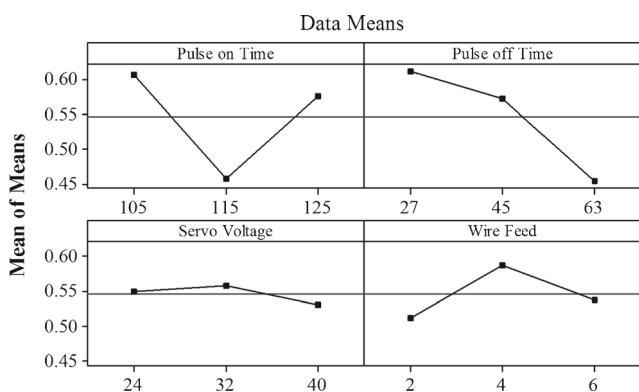 Data Means
Mean of Means
Pulse on Time Pulse off Time
0.60
0.55
0.50
0.45
105 115 125 27 45 63
Servo Voltage Wire Feed
0.60
0.55
0.50
0.45
24 32 40 2 4 6